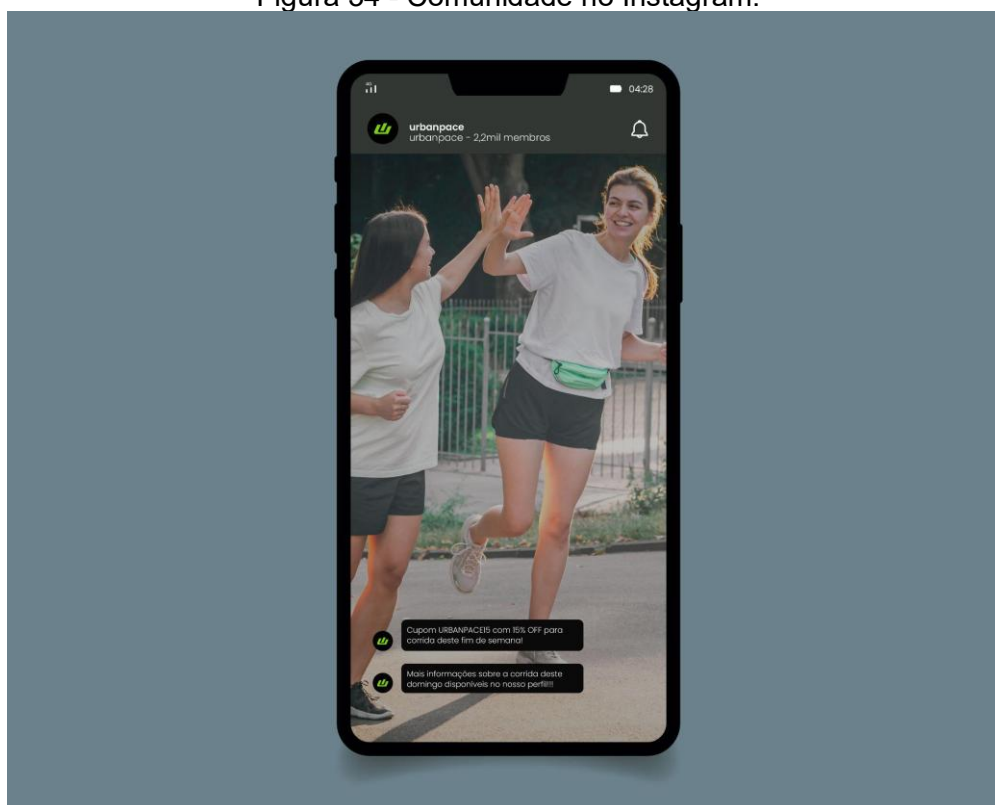 Figura 34 - Comunidade no Instagram.
04:28
urbanpace
urbanpace - 2,2mil membros
Cupom URBANPACE15 com 15% OFF para
corrida deste fim de semana!
Mais informações sobre a corrida deste
domingo disponíveis no nosso perfil!!!